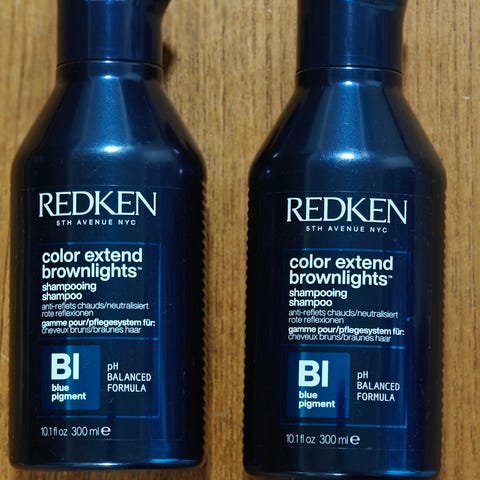 REDKEN
5TH AVENUE NYC
color extend
brownlights™
shampooing
shampoo
anti-reflets chauds/neutralisiert
rote reflexionen
gamme pour/pflegesystem für:
cheveux bruns/braunes haar
BI
blue
pigment
pH
BALANCED
FORMULA
10.1 fl oz 300 ml e
REDKEN
5TH AVENUE NYC
color extend
brownlights™
shampooing
shampoo
anti-reflets chauds/neutralisiert
rote reflexionen
gamme pour/pflegesystem für:
cheveux bruns/braunes haar
BI
blue
pigment
pH
BALANCED
FORMULA
10.1 fl oz 300 ml e